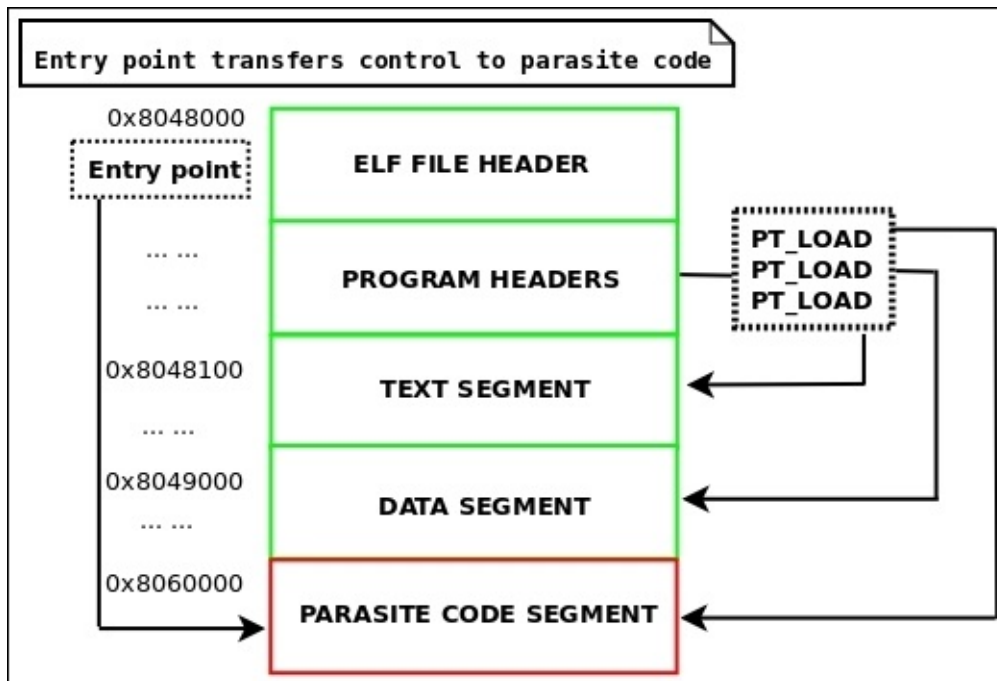 Entry point transfers control to parasite code
0x8048000
Entry point
ELF FILE HEADER
... ...
PROGRAM HEADERS
PT_LOAD
PT_LOAD
PT_LOAD
... ...
0x8048100
TEXT SEGMENT
... ...
0x8049000
DATA SEGMENT
... ...
0x8060000
PARASITE CODE SEGMENT